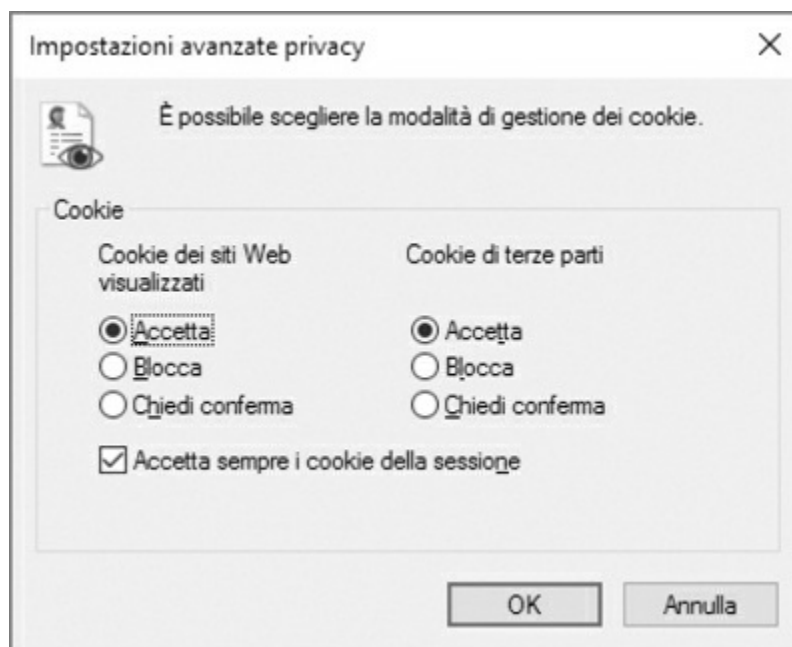 Impostazioni avanzate privacy
È possibile scegliere la modalità di gestione dei cookie.
Cookie
Cookie dei siti Web
visualizzati
Accetta
Blocca
Chiedi conferma
Cookie di terze parti
Accetta
Blocca
Chiedi conferma
Accetta sempre i cookie della sessione
OK
Annulla